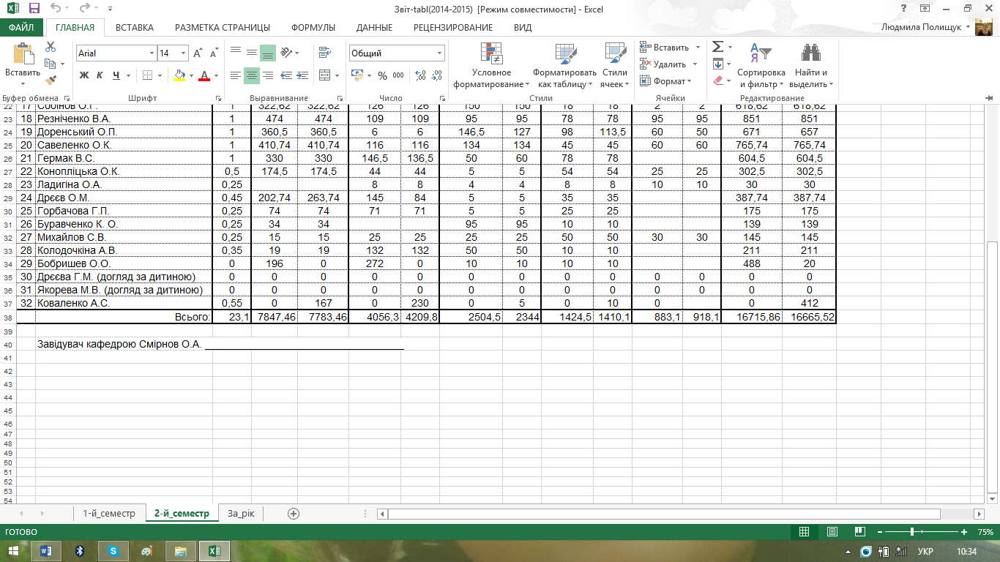 Звіт-tabl(2014-2015) [Режим совместимости] - Excel
ФАЙЛ ГЛАВНАЯ ВСТАВКА РАЗМЕТКА СТРАНИЦЫ ФОРМУЛЫ ДАННЫЕ РЕЦЕНЗИРОВАНИЕ ВИД Людмила Полищук
Вставить
Arial 14
Ж К Ч
Общий
% 000
Условное форматирование
Форматировать как таблицу
Стили ячеек
Вставить
Удалить
Формат
Сортировка и фильтр
Найти и выделить
Буфер обмена Шрифт Выравнивание Число Стили Ячейки Редактирование
22 17 Собінов О.Г. 1 322,62 322,62 126 126 150 150 18 18 2 2 618,62 618,62
23 18 Резніченко В.А. 1 474 474 109 109 95 95 78 78 95 95 851 851
24 19 Доренський О.П. 1 360,5 360,5 6 6 146,5 127 98 113,5 60 50 671 657
25 20 Савеленко О.К. 1 410,74 410,74 116 116 134 134 45 45 60 60 765,74 765,74
26 21 Гермак В.С. 1 330 330 146,5 136,5 50 60 78 78 604,5 604,5
27 22 Конопліцька О.К. 0,5 174,5 174,5 44 44 5 5 54 54 25 25 302,5 302,5
28 23 Ладигіна О.А. 0,25 8 8 4 4 8 8 10 10 30 30
29 24 Дрєєв О.М. 0,45 202,74 263,74 145 84 5 5 35 35 387,74 387,74
30 25 Горбачова Г.П. 0,25 74 74 71 71 5 5 25 25 175 175
31 26 Буравченко К. О. 0,25 34 34 95 95 10 10 139 139
32 27 Михайлов С.В. 0,25 15 15 25 25 25 25 50 50 30 30 145 145
33 28 Колодочкіна А.В. 0,35 19 19 132 132 50 50 10 10 211 211
34 29 Бобришев О.О. 0 196 0 272 0 10 10 10 10 488 20
35 30 Дрєєва Г.М. (догляд за дитиною) 0 0 0 0 0 0 0 0 0 0 0 0 0
36 31 Якорева М.В. (догляд за дитиною) 0 0 0 0 0 0 0 0 0 0 0 0 0
37 32 Коваленко А.С. 0,55 0 167 0 230 0 5 0 10 0 0 412
38 Всього: 23,1 7847,46 7783,46 4056,3 4209,8 2504,5 2344 1424,5 1410,1 883,1 918,1 16715,86 16665,52
39
40 Завідувач кафедрою Смірнов О.А. __________________________________
41
42
43
44
45
46
47
48
49
50
51
52
53
54
1-й_семестр 2-й_семестр За_рік
ГОТОВО 75%
УКР 10:34